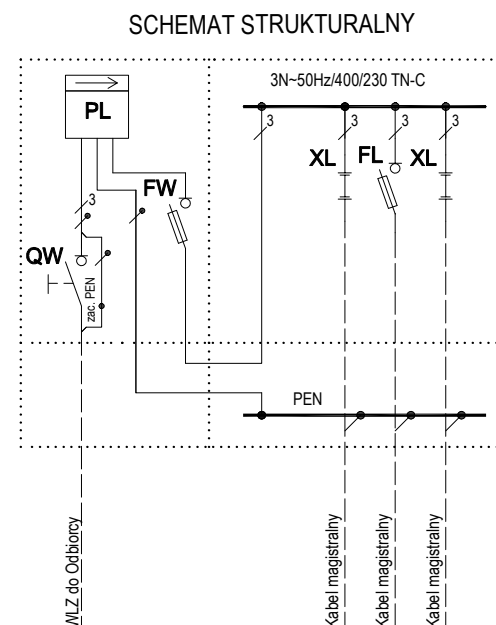 SCHEMAT STRUKTURALNY
3N~50Hz/400/230 TN-C
PL
3
3
3
3
XL
FL
XL
FW
3
QW
zac. PEN
PEN
WLZ do Odbiorcy
Kabel magistralny
Kabel magistralny
Kabel magistralny